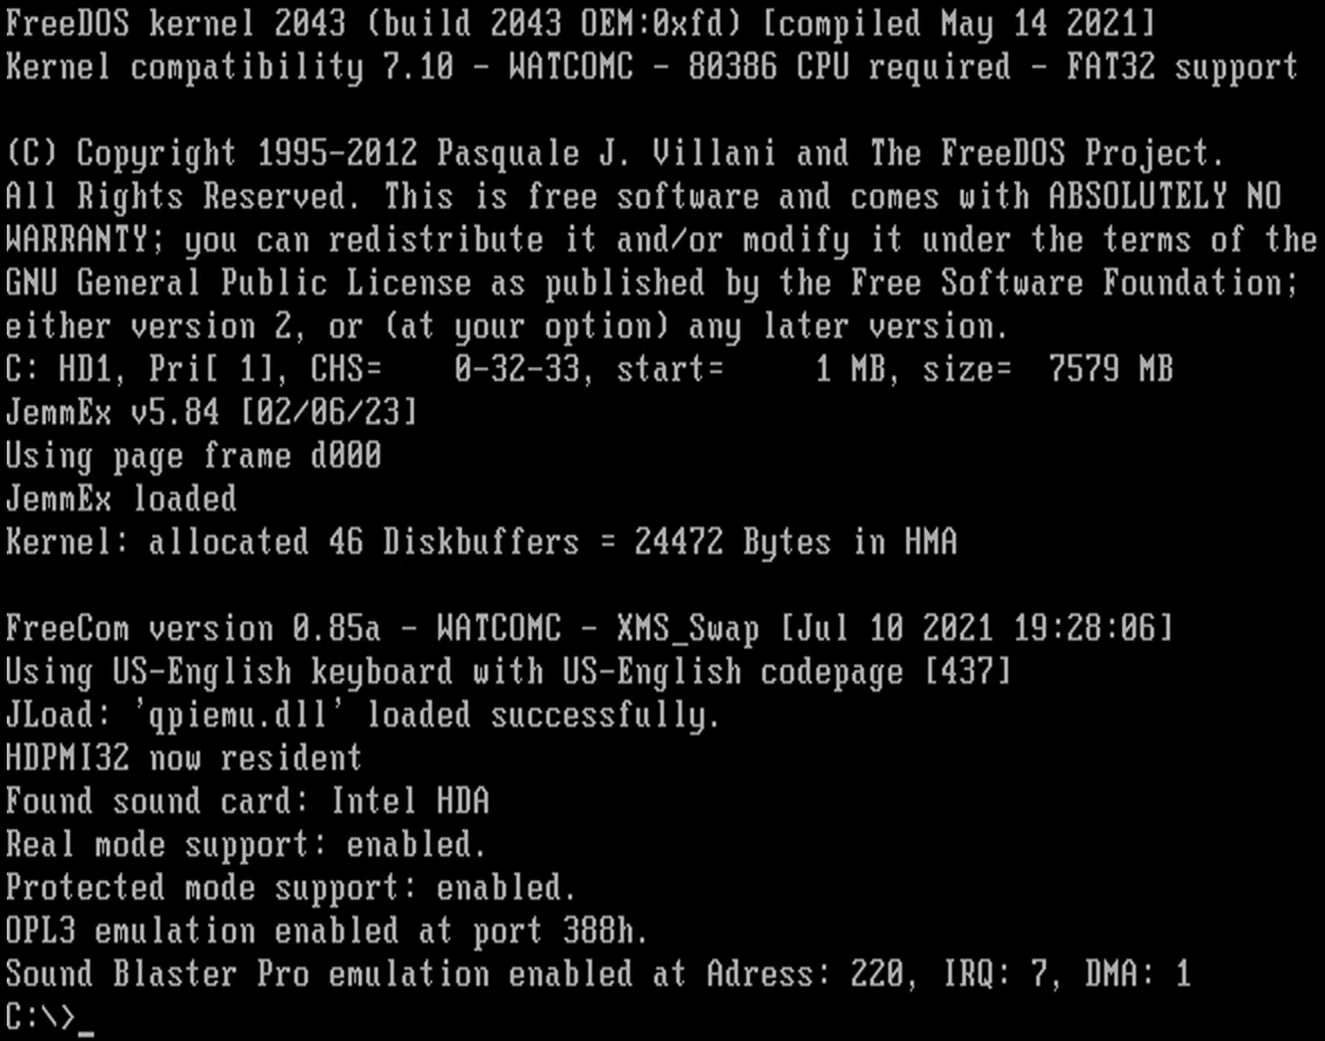 FreeDOS kernel 2043 (build 2043 OEM:0xfd) [compiled May 14 2021]
Kernel compatibility 7.10 - WATCOMC - 80386 CPU required - FAT32 support

(C) Copyright 1995-2012 Pasquale J. Villani and The FreeDOS Project.
All Rights Reserved. This is free software and comes with ABSOLUTELY NO
WARRANTY; you can redistribute it and/or modify it under the terms of the
GNU General Public License as published by the Free Software Foundation;
either version 2, or (at your option) any later version.
C: HD1, Pri[ 1], CHS=    0-32-33, start=     1 MB, size=  7579 MB
JemmEx v5.84 [02/06/23]
Using page frame d000
JemmEx loaded
Kernel: allocated 46 Diskbuffers = 24472 Bytes in HMA

FreeCom version 0.85a - WATCOMC - XMS_Swap [Jul 10 2021 19:28:06]
Using US-English keyboard with US-English codepage [437]
JLoad: 'qpiemu.dll' loaded successfully.
HDPMI32 now resident
Found sound card: Intel HDA
Real mode support: enabled.
Protected mode support: enabled.
OPL3 emulation enabled at port 388h.
Sound Blaster Pro emulation enabled at Adress: 220, IRQ: 7, DMA: 1
C:\>_